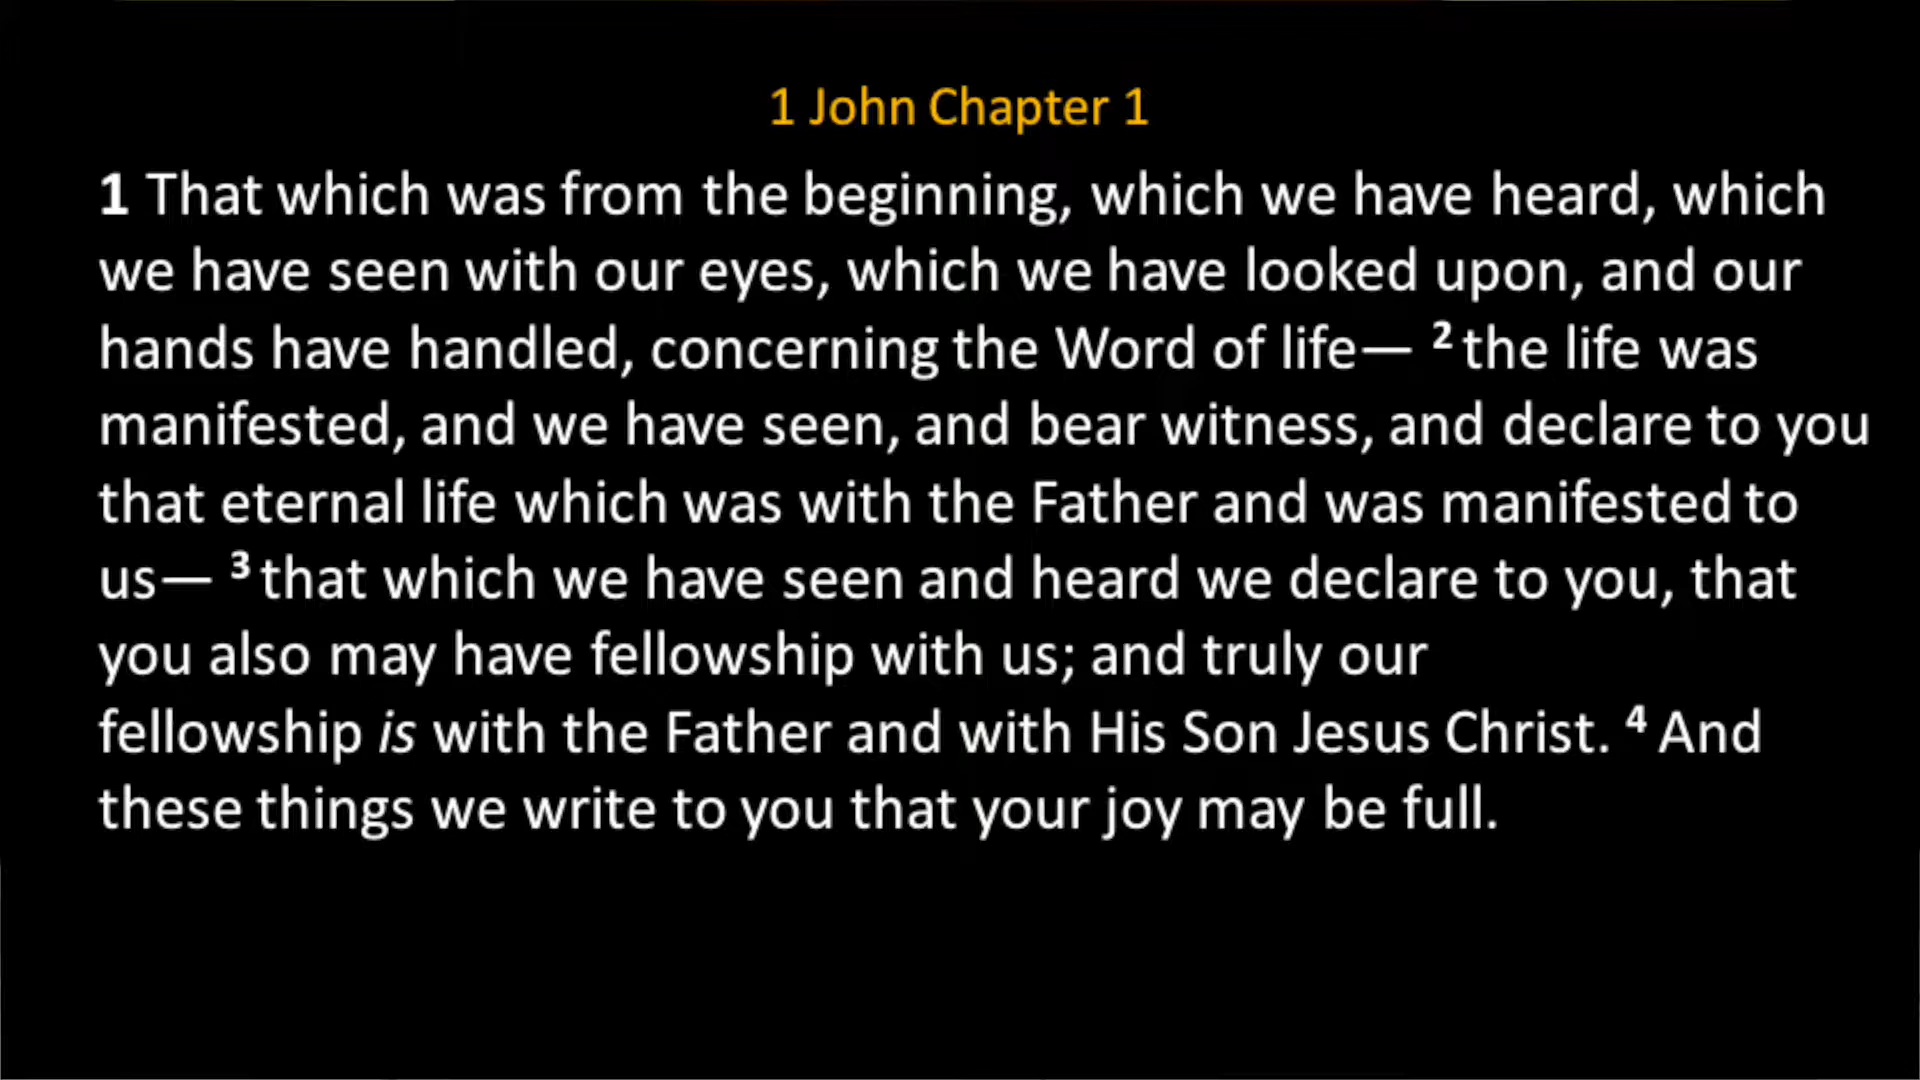 1 John Chapter 1
1 That which was from the beginning, which we have heard, which
we have seen with our eyes, which we have looked upon, and our
hands have handled, concerning the Word of life— 2 the life was
manifested, and we have seen, and bear witness, and declare to you
that eternal life which was with the Father and was manifested to
us— 3 that which we have seen and heard we declare to you, that
you also may have fellowship with us; and truly our
fellowship is with the Father and with His Son Jesus Christ. 4 And
these things we write to you that your joy may be full.